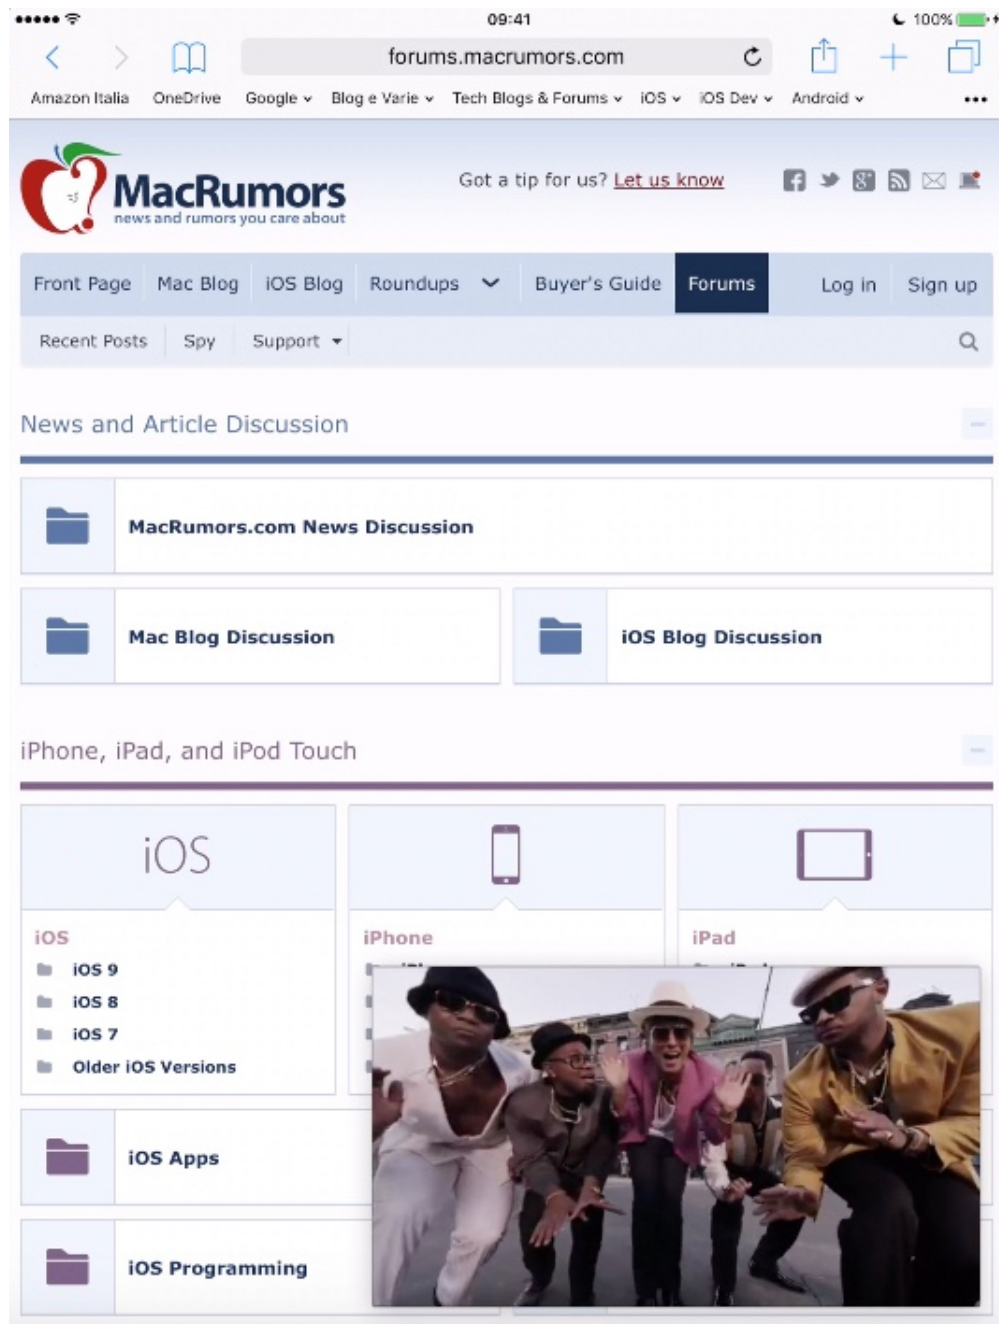 09:41
100%
forums.macrumors.com
Amazon Italia OneDrive Google Blog e Varie Tech Blogs & Forums iOS iOS Dev Android
MacRumors
news and rumors you care about
Got a tip for us? Let us know
Front Page Mac Blog iOS Blog Roundups Buyer's Guide Forums Log in Sign up
Recent Posts Spy Support
News and Article Discussion
MacRumors.com News Discussion
Mac Blog Discussion
iOS Blog Discussion
iPhone, iPad, and iPod Touch
iOS
iOS
iOS 9
iOS 8
iOS 7
Older iOS Versions
iPhone
iPad
iOS Apps
iOS Programming